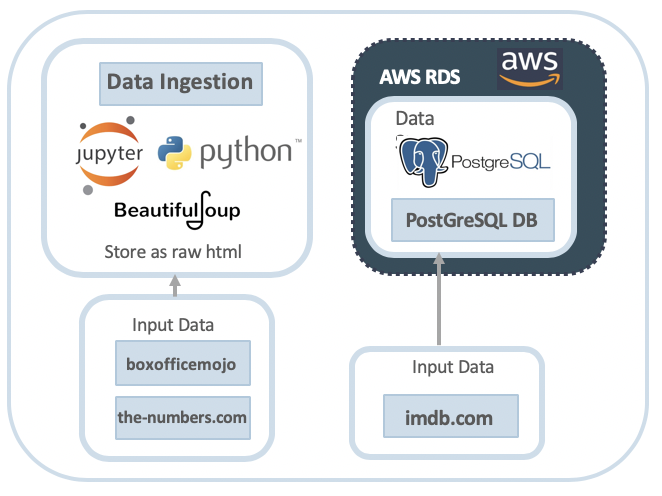 Data Ingestion
jupyter
python™
BeautifulSoup
Store as raw html
Input Data
boxofficemojo
the-numbers.com
AWS RDS
aws
Data
PostgreSQL
PostGreSQL DB
Input Data
imdb.com